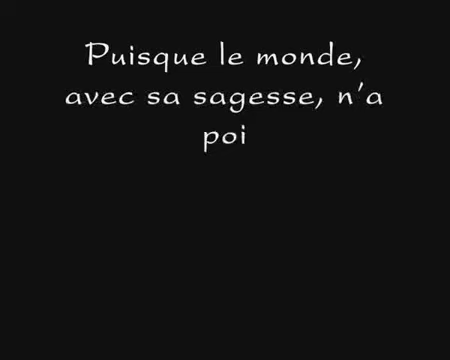 Puisque le monde,
avec sa sagesse, n'a
poi